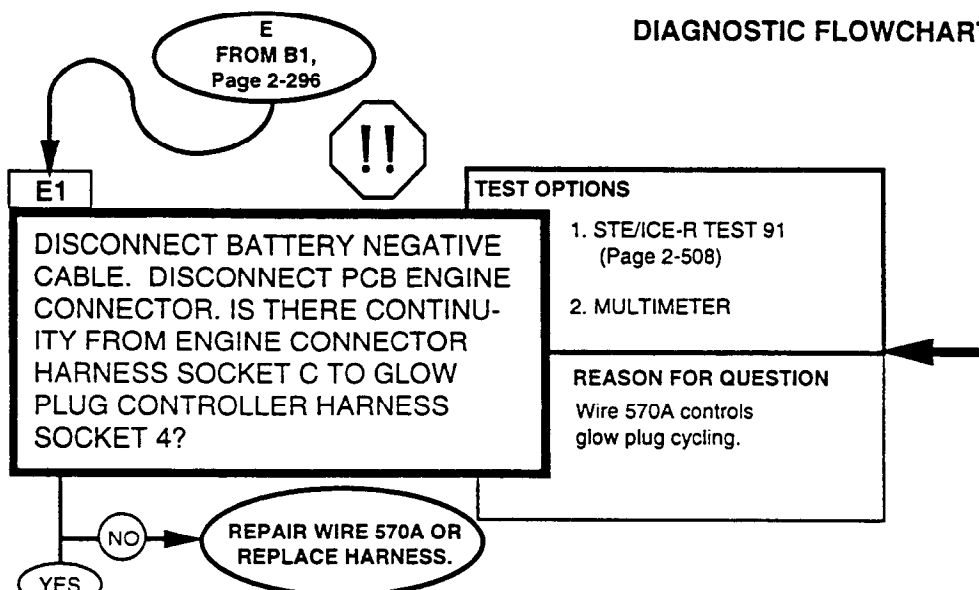 DIAGNOSTIC FLOWCHART
E
FROM B1,
Page 2-296
!!
E1
DISCONNECT BATTERY NEGATIVE
CABLE. DISCONNECT PCB ENGINE
CONNECTOR. IS THERE CONTINU-
ITY FROM ENGINE CONNECTOR
HARNESS SOCKET C TO GLOW
PLUG CONTROLLER HARNESS
SOCKET 4?
TEST OPTIONS
1. STE/ICE-R TEST 91
(Page 2-508)
2. MULTIMETER
REASON FOR QUESTION
Wire 570A controls
glow plug cycling.
NO
REPAIR WIRE 570A OR
REPLACE HARNESS.
YES